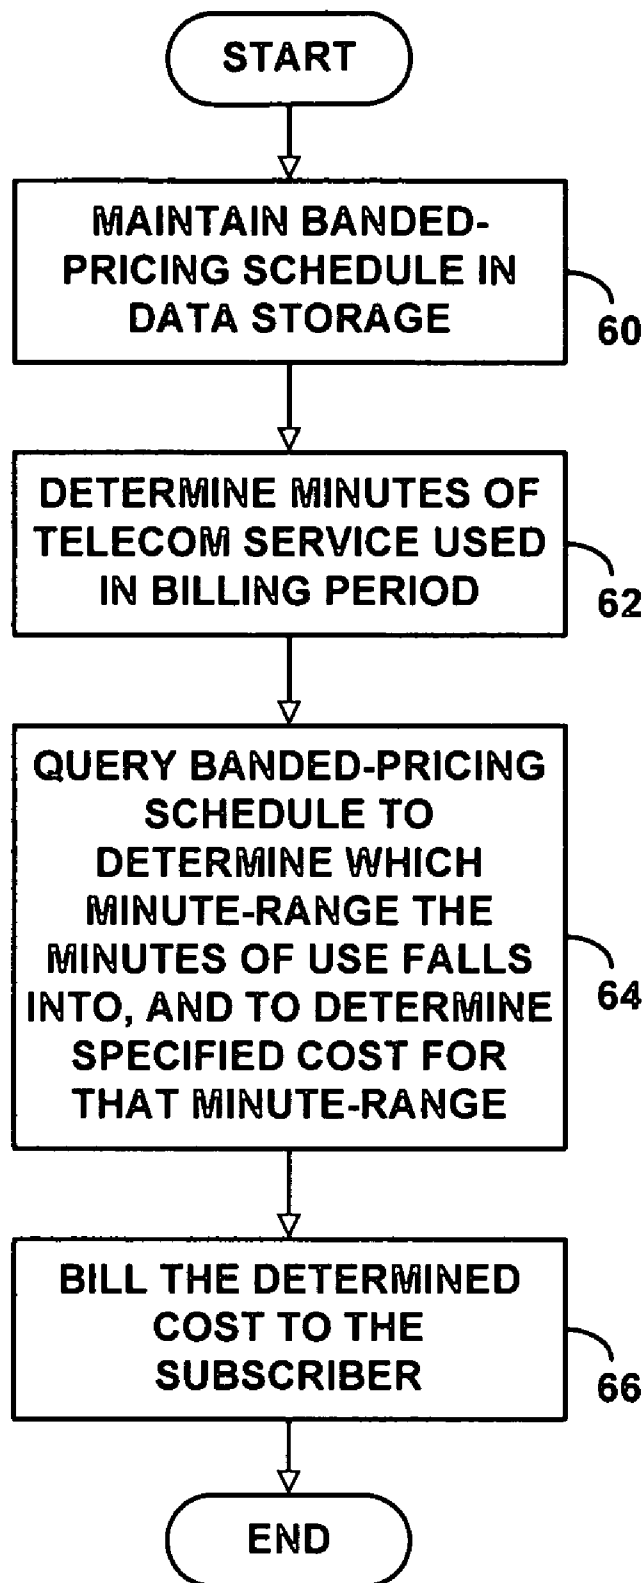 START
MAINTAIN BANDED-
PRICING SCHEDULE IN
DATA STORAGE
60
DETERMINE MINUTES OF
TELECOM SERVICE USED
IN BILLING PERIOD
62
QUERY BANDED-PRICING
SCHEDULE TO
DETERMINE WHICH
MINUTE-RANGE THE
MINUTES OF USE FALLS
INTO, AND TO DETERMINE
SPECIFIED COST FOR
THAT MINUTE-RANGE
64
BILL THE DETERMINED
COST TO THE
SUBSCRIBER
66
END